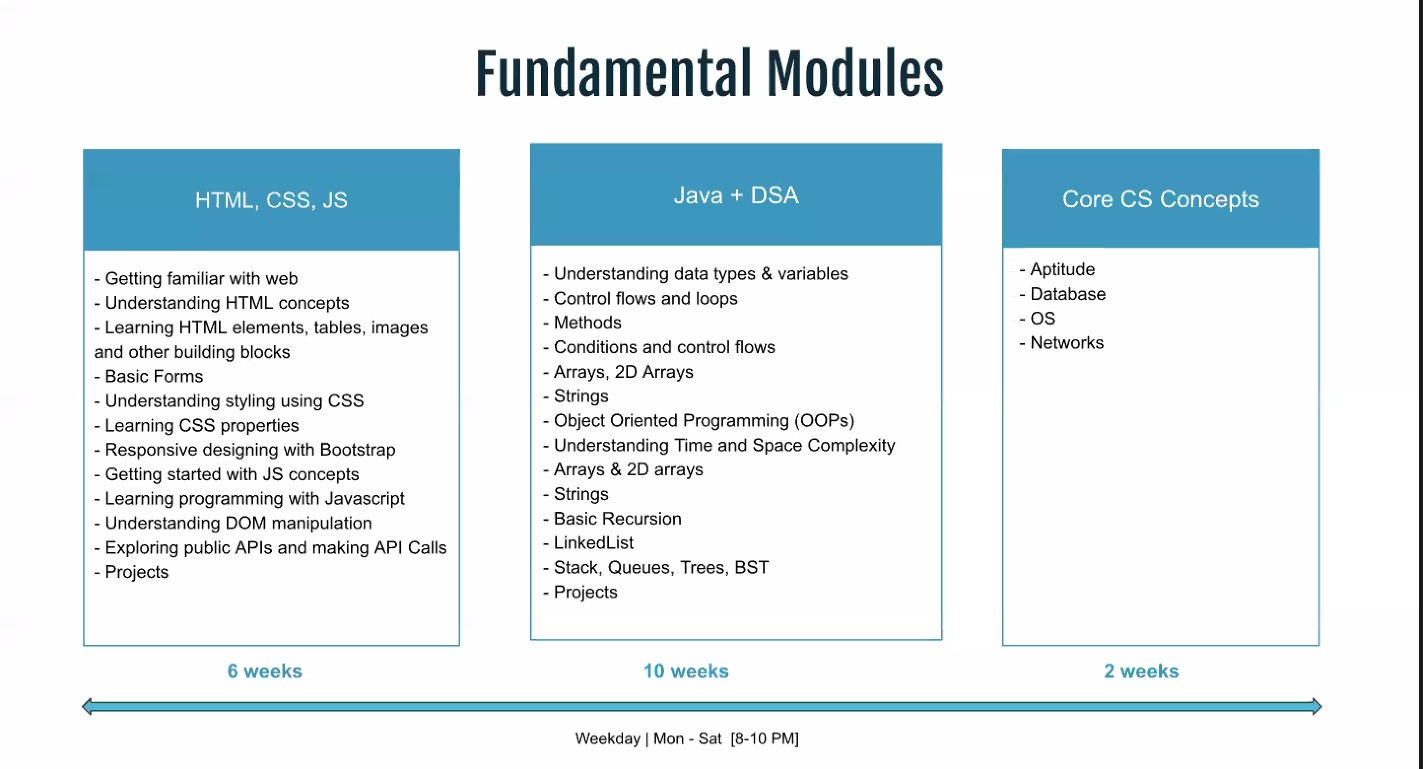 Fundamental Modules
HTML, CSS, JS
- Getting familiar with web
- Understanding HTML concepts
- Learning HTML elements, tables, images
and other building blocks
- Basic Forms
- Understanding styling using CSS
- Learning CSS properties
- Responsive designing with Bootstrap
- Getting started with JS concepts
- Learning programming with Javascript
- Understanding DOM manipulation
- Exploring public APIs and making API Calls
- Projects
6 weeks
Java + DSA
- Understanding data types & variables
- Control flows and loops
- Methods
- Conditions and control flows
- Arrays, 2D Arrays
- Strings
- Object Oriented Programming (OOPs)
- Understanding Time and Space Complexity
- Arrays & 2D arrays
- Strings
- Basic Recursion
- LinkedList
- Stack, Queues, Trees, BST
- Projects
10 weeks
Core CS Concepts
- Aptitude
- Database
- OS
- Networks
2 weeks
Weekday | Mon - Sat [8-10 PM]